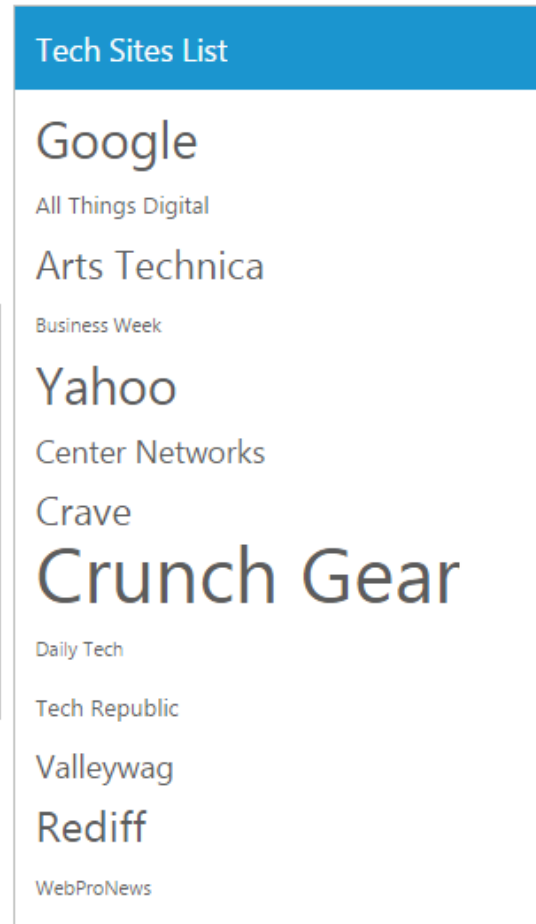 Tech Sites List
Google
All Things Digital
Arts Technica
Business Week
Yahoo
Center Networks
Crave
Crunch Gear
Daily Tech
Tech Republic
Valleywag
Rediff
WebProNews